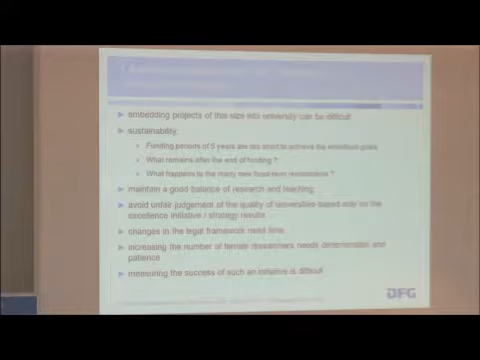 embedding projects of this size into university can be difficult
sustainability:
Funding periods of 5 years are too short to achieve the ambitious goals
What remains after the end of funding ?
What happens to the many new fixed-term researchers ?
maintain a good balance of research and teaching
avoid unfair judgement of the quality of universities based only on the
excellence initiative / strategy results
changes in the legal framework need time
increasing the number of female researchers needs determination and
patience
measuring the success of such an initiative is difficult
DFG